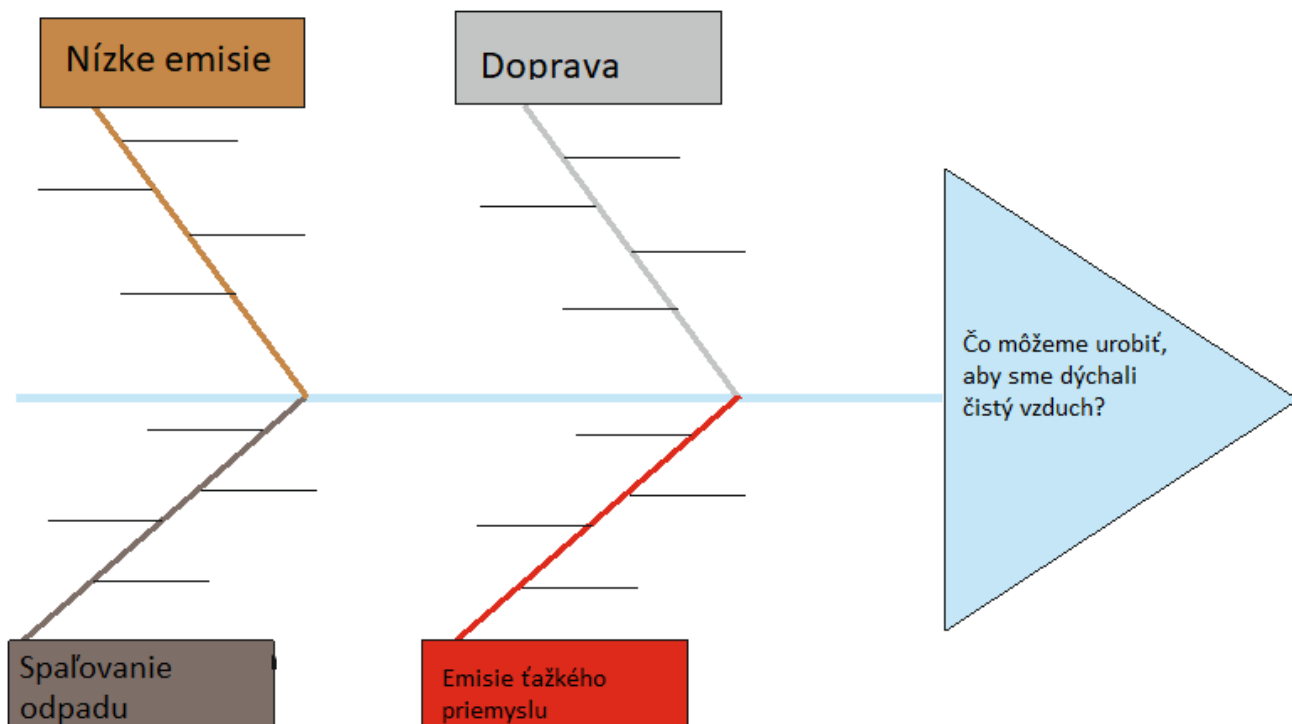 Nízke emisie
Doprava
Čo môžeme urobiť,
aby sme dýchali
čistý vzduch?
Spaľovanie
odpadu
Emisie ťažkého
priemyslu